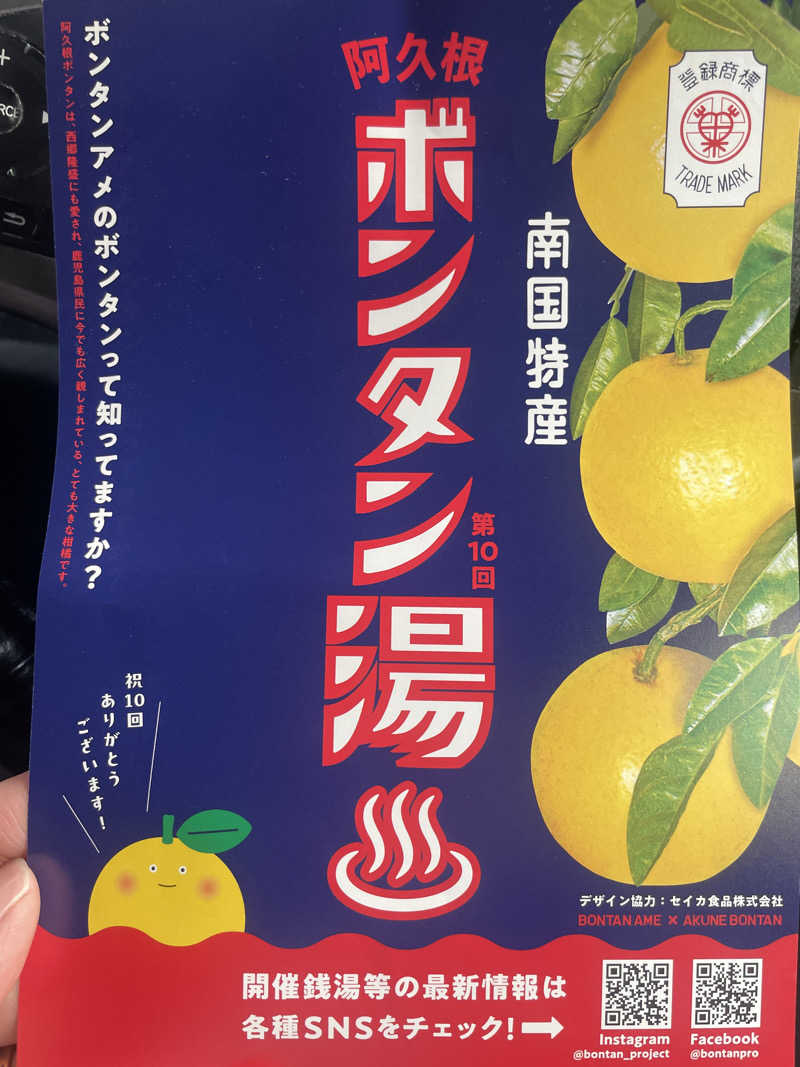 阿久根
ボンタン湯
第10回
南国特産
登録商標
TRADE MARK
ボンタンアメのボンタンって知ってますか？
阿久根ボンタンは、西郷隆盛にも愛され、鹿児島県民に今でも広く親しまれている、とても大きな柑橘です。
祝10回
ありがとう
ございます！
デザイン協力：セイカ食品株式会社
BONTAN AME × AKUNE BONTAN
開催銭湯等の最新情報は
各種SNSをチェック！
Instagram
@bontan_project
Facebook
@bontanpro